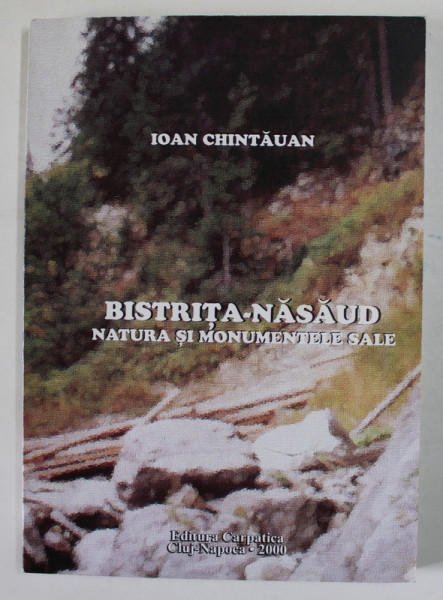 IOAN CHINTĂUAN
BISTRIȚA-NĂSĂUD
NATURA ȘI MONUMENTELE SALE
Editura Carpatica
Cluj-Napoca • 2000